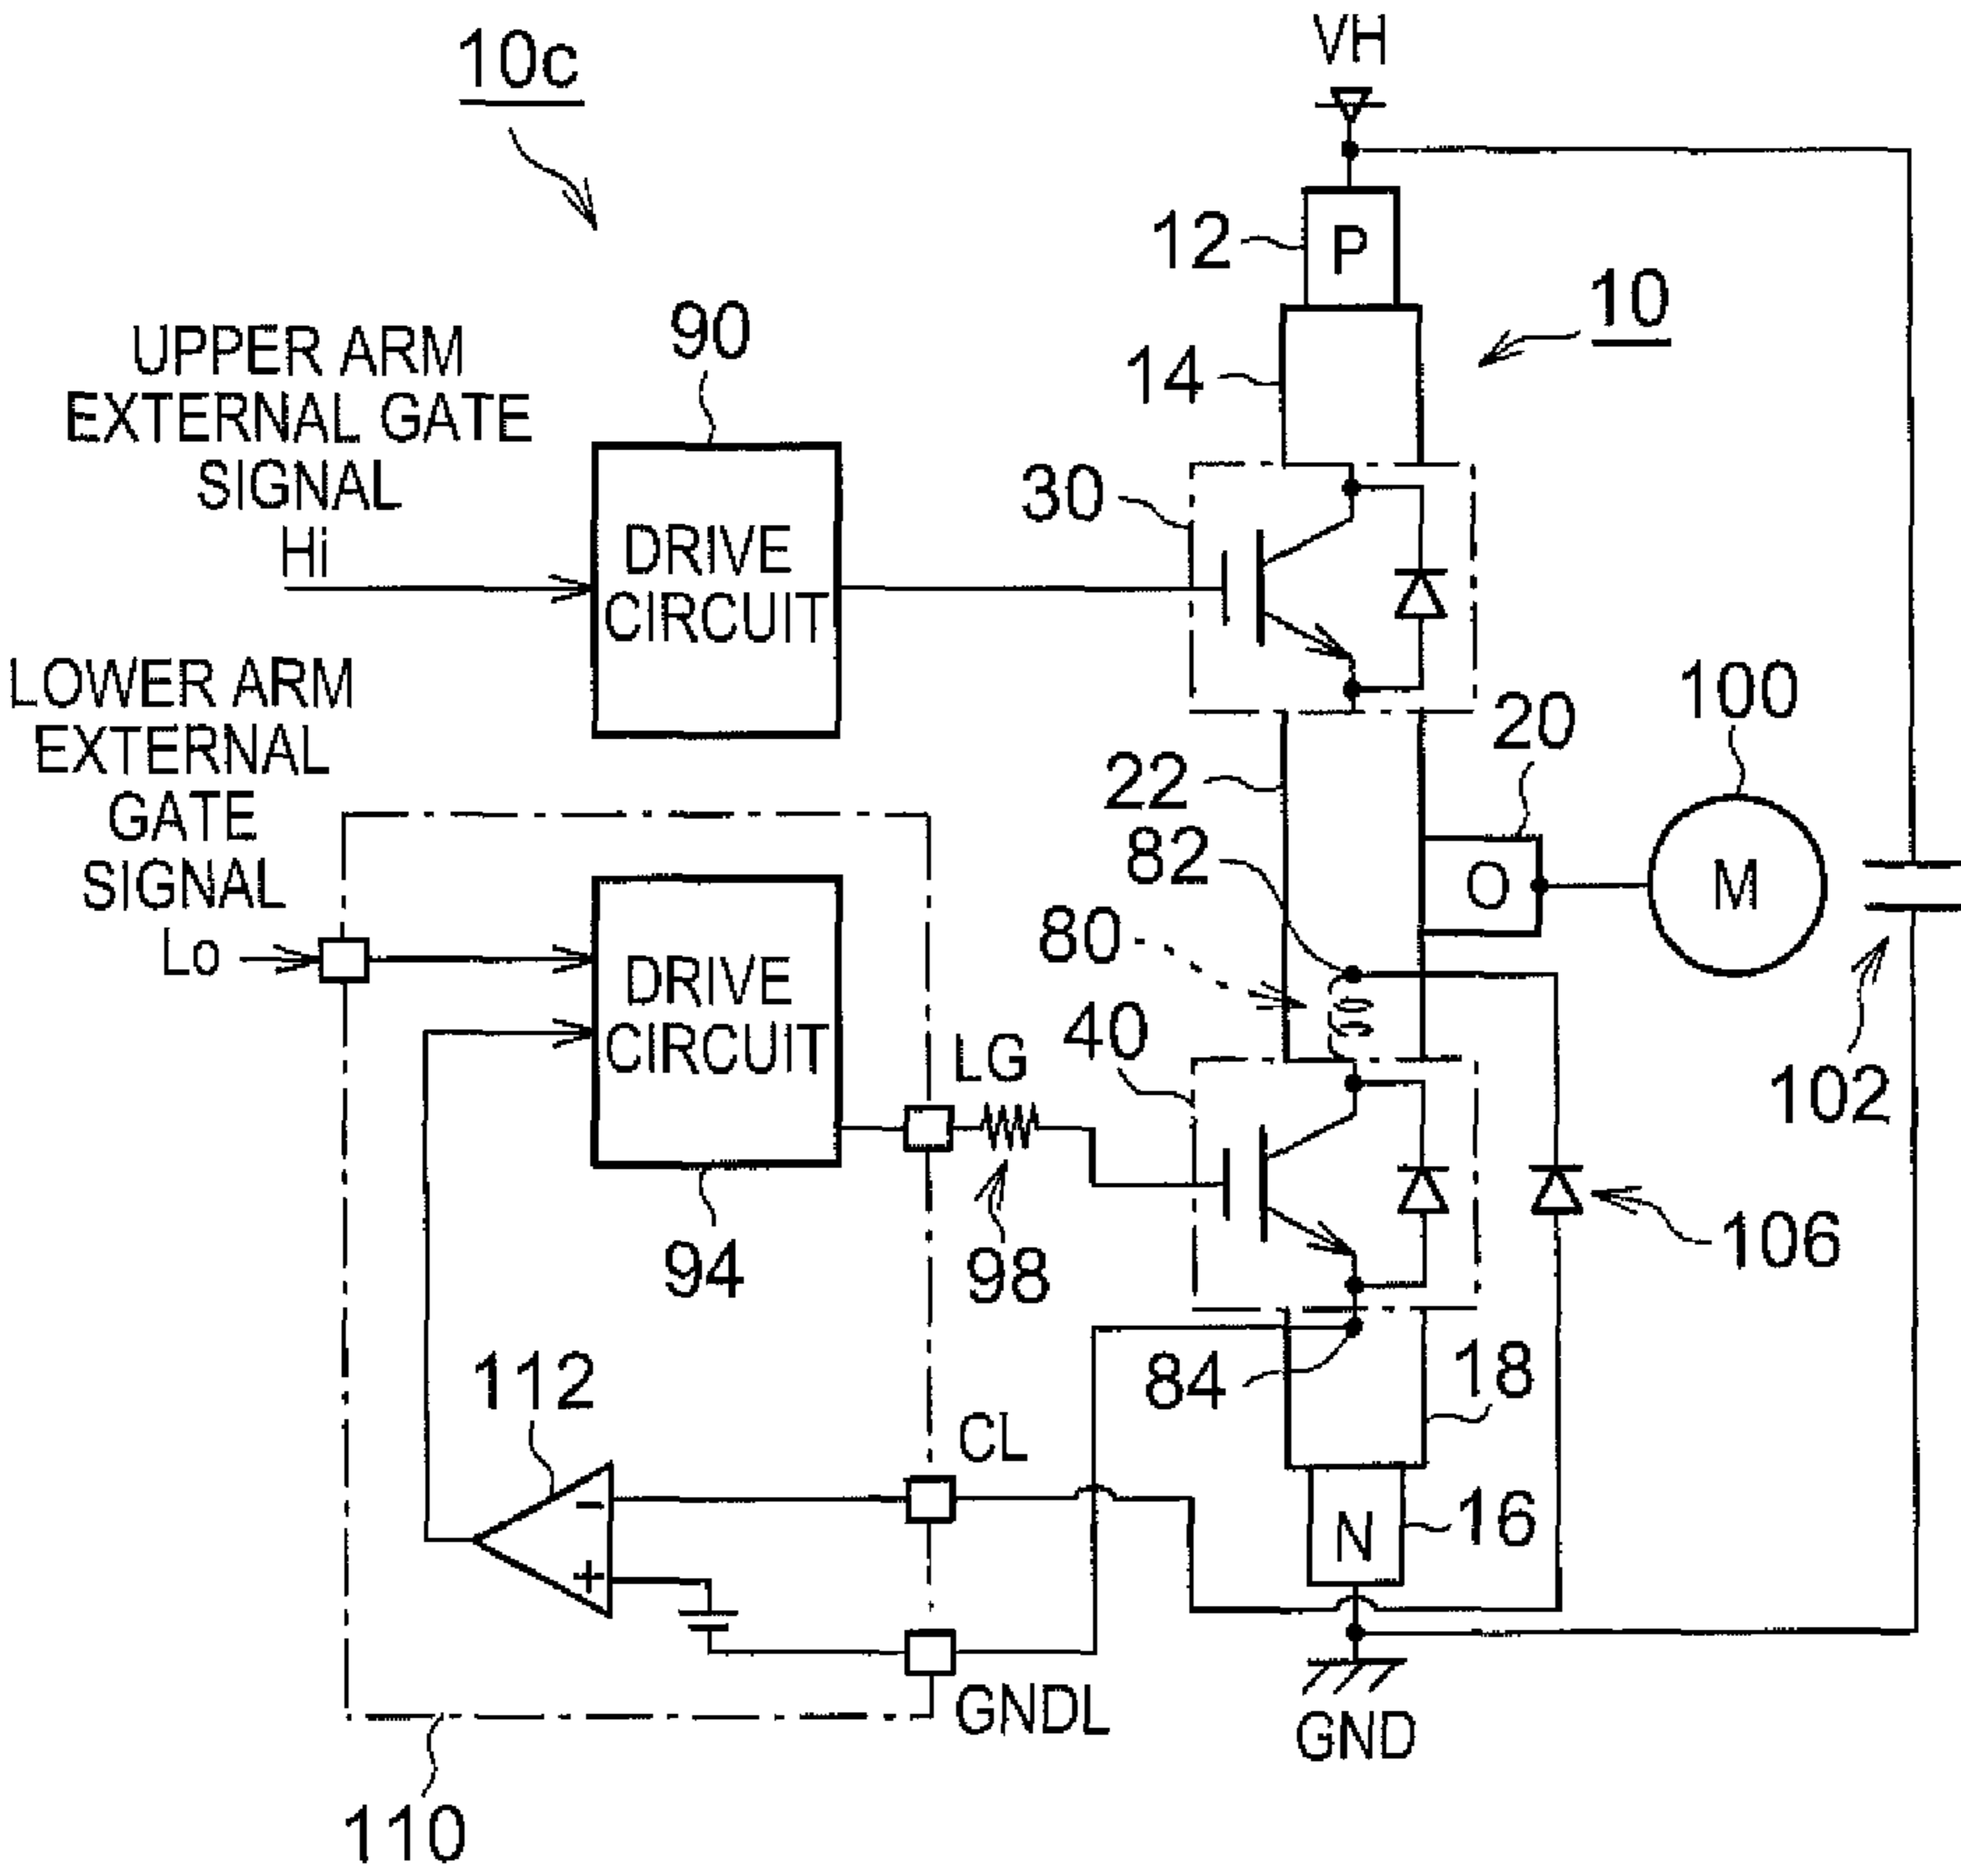 10c
VH
12
P
10
90
UPPER ARM
EXTERNAL GATE
SIGNAL
Hi
14
30
DRIVE
CIRCUIT
LOWER ARM
EXTERNAL
GATE
SIGNAL
Lo
100
20
22
82
O
M
80
DRIVE
CIRCUIT
40
LG
102
94
98
106
112
84
18
CL
16
N
+
-
GNDL
GND
110